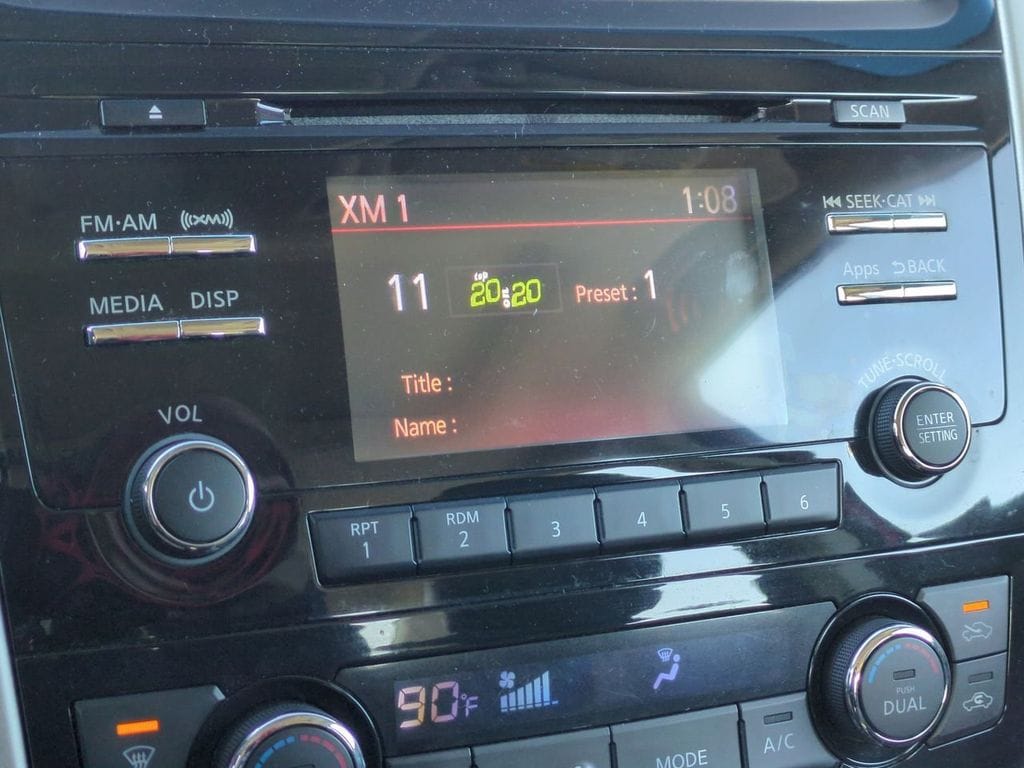 SCAN
FM·AM
XM
MEDIA
DISP
VOL
XM 1
1:08
11
top
20 on 20
Preset : 1
Title :
Name :
SEEK·CAT
Apps
BACK
TUNE·SCROLL
ENTER
SETTING
RPT
1
RDM
2
3
4
5
6
90°F
PUSH
DUAL
A/C
MODE